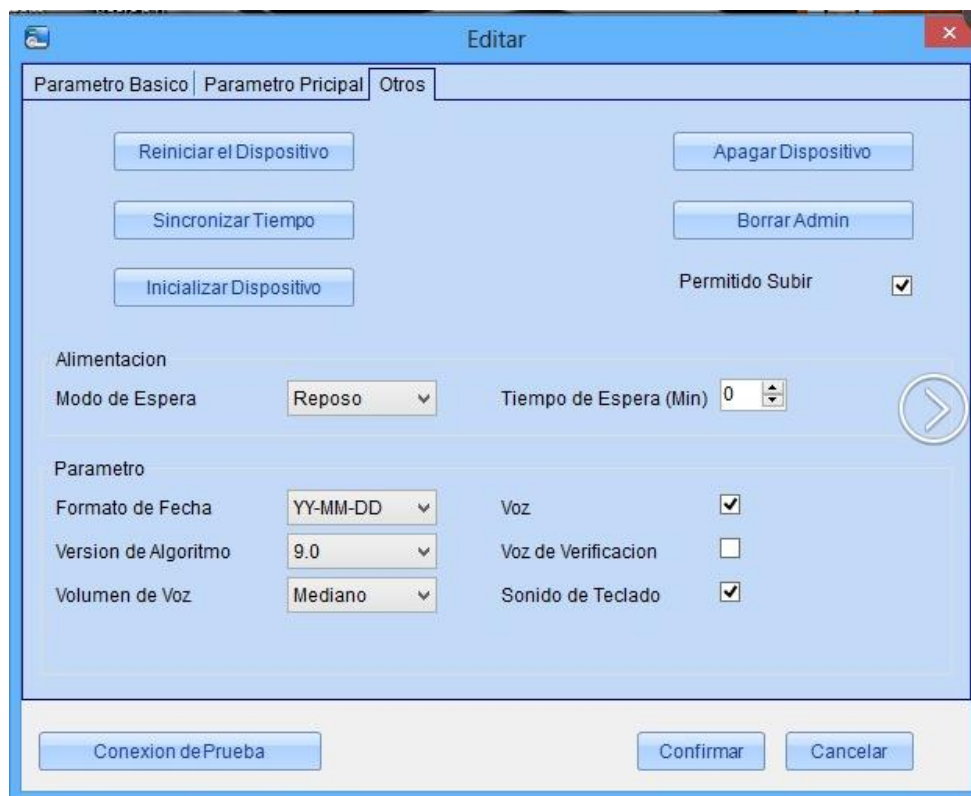 Editar
Parametro Basico Parametro Pricipal Otros
Reiniciar el Dispositivo Apagar Dispositivo
Sincronizar Tiempo Borrar Admin
Inicializar Dispositivo Permitido Subir
Alimentacion
Modo de Espera Reposo Tiempo de Espera (Min) 0
Parametro
Formato de Fecha YY-MM-DD Voz
Version de Algoritmo 9.0 Voz de Verificacion
Volumen de Voz Mediano Sonido de Teclado
Conexion de Prueba Confirmar Cancelar